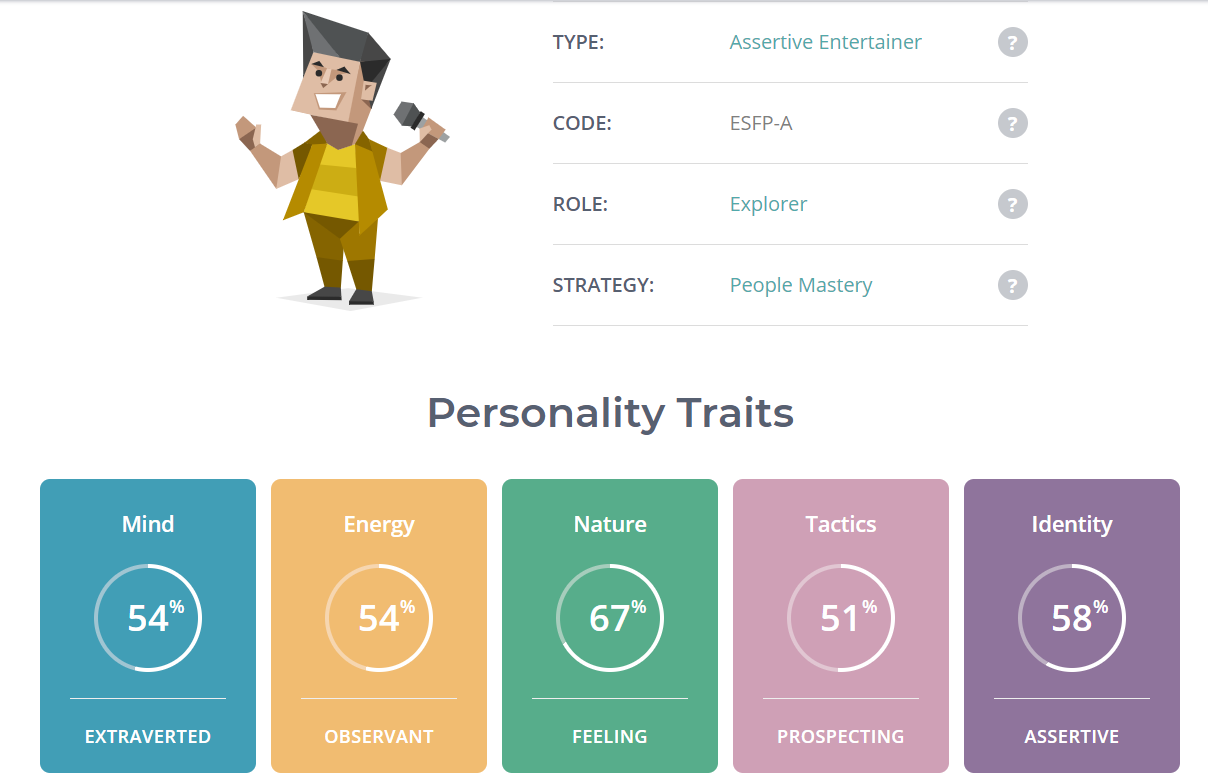 TYPE: Assertive Entertainer ?
CODE: ESFP-A ?
ROLE: Explorer ?
STRATEGY: People Mastery ?
Personality Traits
Mind
54%
EXTRAVERTED
Energy
54%
OBSERVANT
Nature
67%
FEELING
Tactics
51%
PROSPECTING
Identity
58%
ASSERTIVE